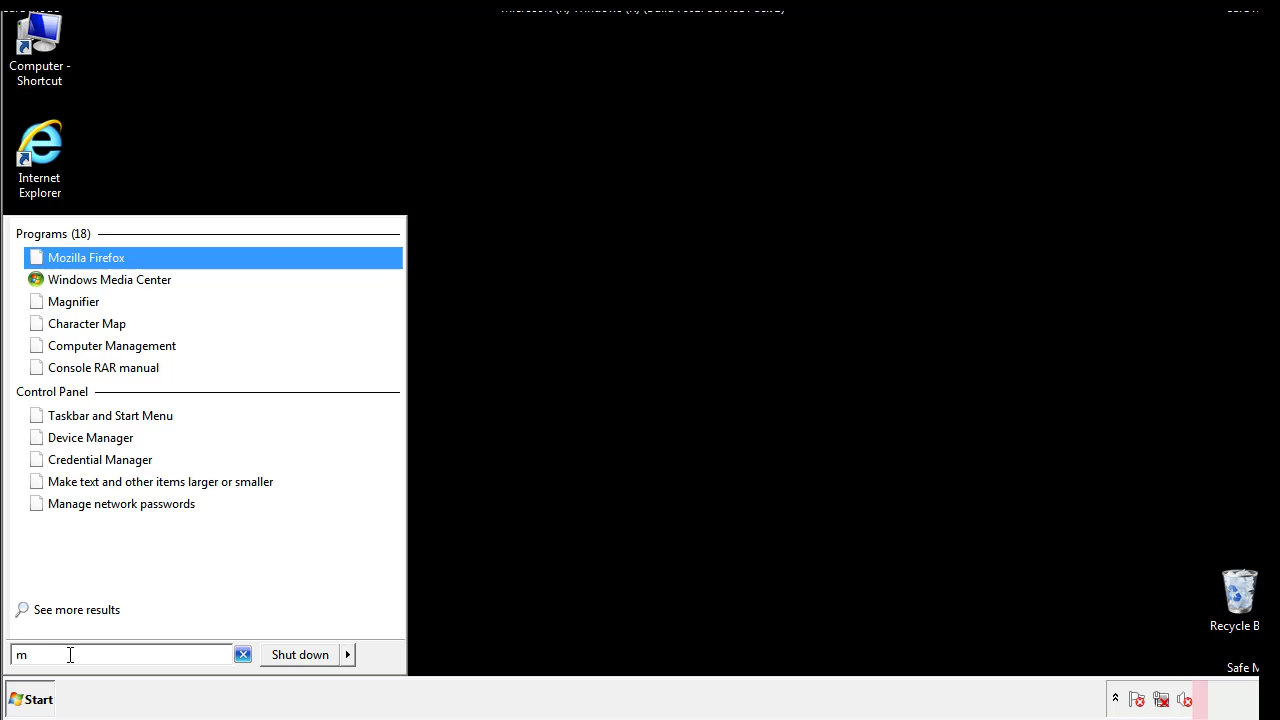 Computer -
Shortcut
Internet
Explorer
Programs (18)
Mozilla Firefox
Windows Media Center
Magnifier
Character Map
Computer Management
Console RAR manual
Control Panel
Taskbar and Start Menu
Device Manager
Credential Manager
Make text and other items larger or smaller
Manage network passwords
See more results
m
Shut down
Recycle B
Safe M
Start